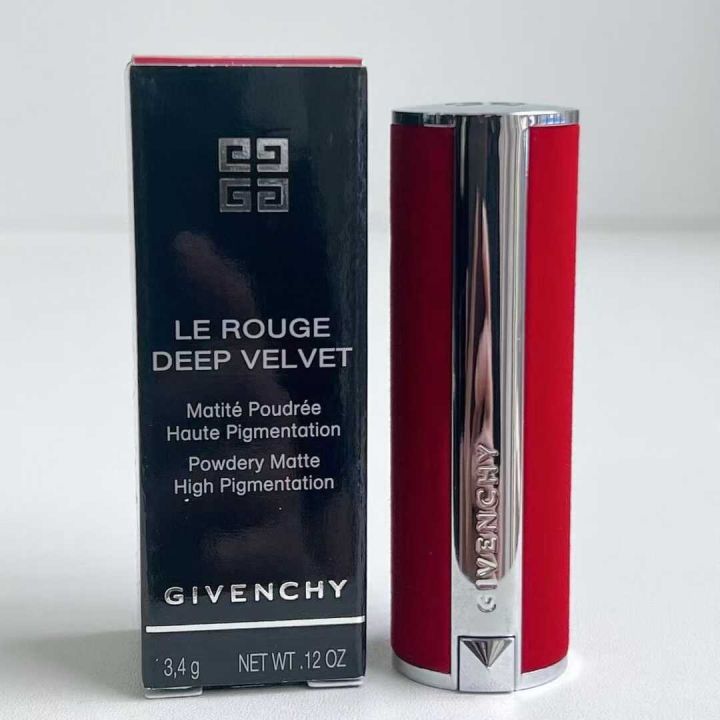 LE ROUGE
DEEP VELVET
Matité Poudrée
Haute Pigmentation
Powdery Matte
High Pigmentation
GIVENCHY
3,4 g NET WT .12 OZ
GIVENCHY